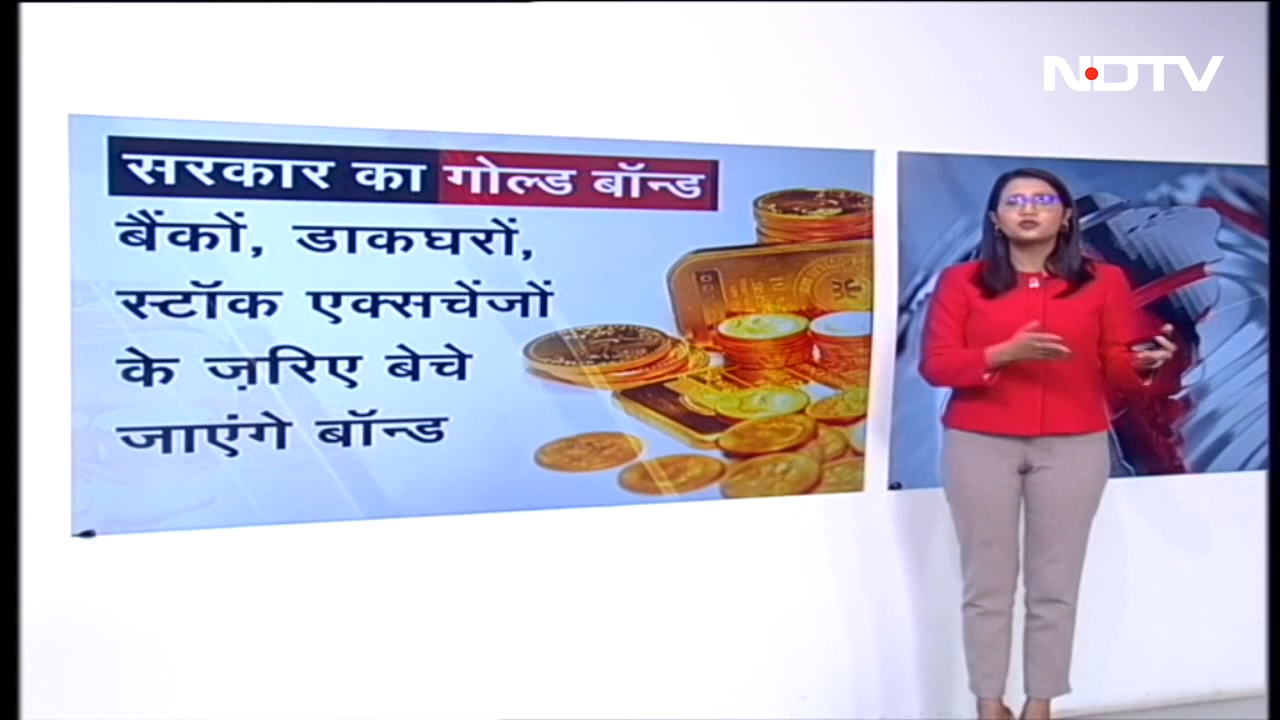 NDTV
सरकार का गोल्ड बॉन्ड
बैंकों, डाकघरों,
स्टॉक एक्सचेंजों
के ज़रिए बेचे
जाएंगे बॉन्ड